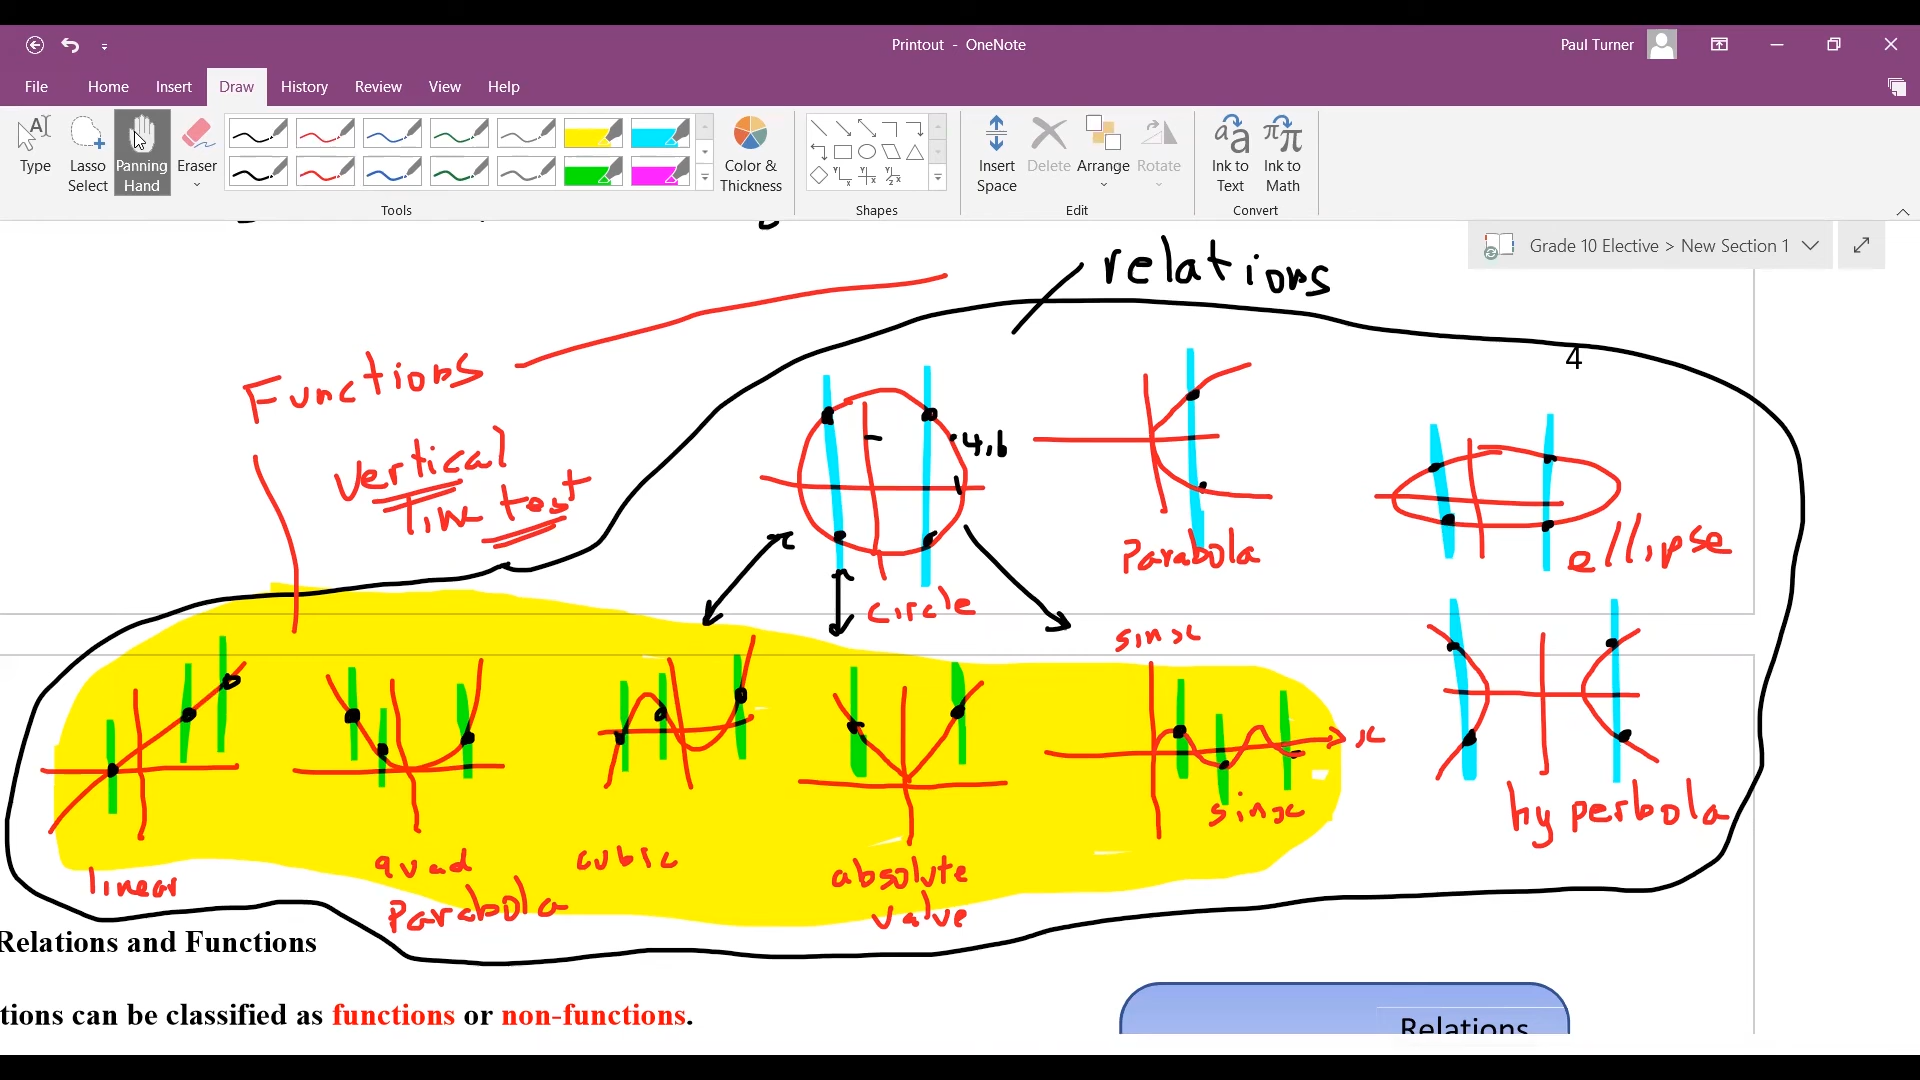 Printout - OneNote
Paul Turner
File Home Insert Draw History Review View Help
Type
Lasso Select
Panning Hand
Eraser
Color & Thickness
Insert Space
Delete
Arrange
Rotate
Ink to Text
Ink to Math
Tools
Shapes
Edit
Convert
Grade 10 Elective > New Section 1
relations
4
Functions
vertical
line test
4,6
Parabola
ellipse
circle
sinx
x
sinx
hyperbola
linear
quad
Parabola
cubic
absolute
value
Relations and Functions
tions can be classified as functions or non-functions.
Relations